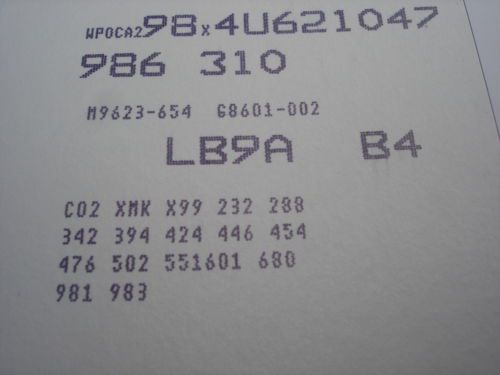 WP0CA298x4U621047
986 310
M9623-654 G8601-002
LB9A B4
C02 XMK X99 232 288
342 394 424 446 454
476 502 551601 680
981 983